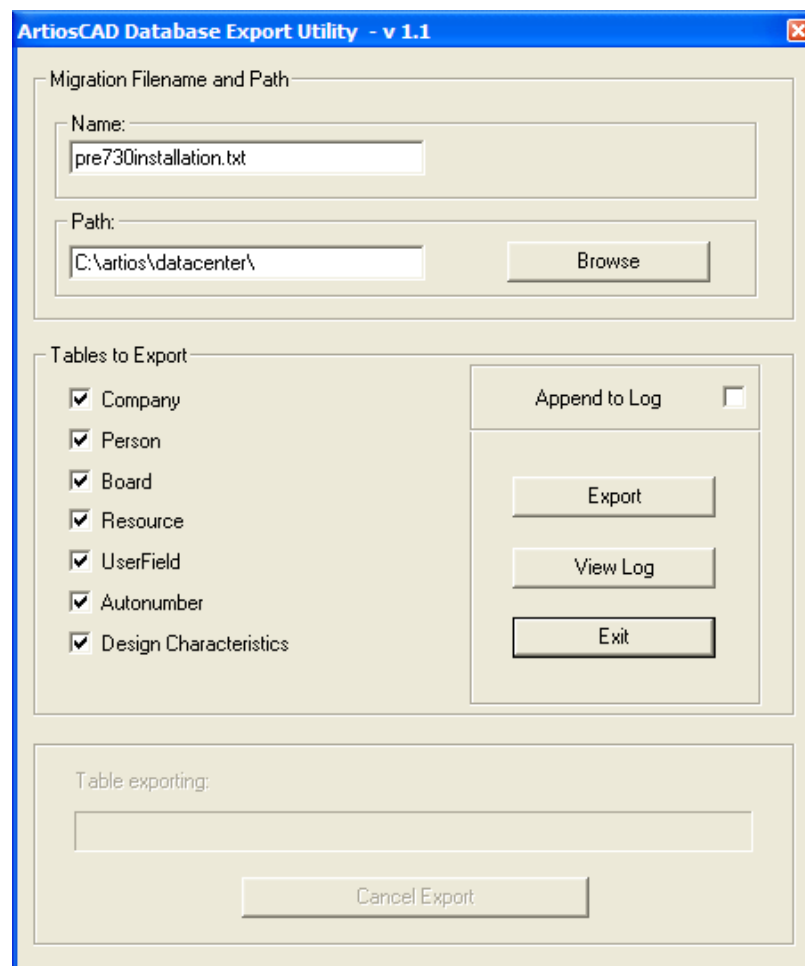 ArtiosCAD Database Export Utility - v 1.1
Migration Filename and Path
Name:
pre730installation.txt
Path:
C:\artios\datacenter\
Browse
Tables to Export
Company
Append to Log
Person
Board
Export
Resource
UserField
View Log
Autonumber
Exit
Design Characteristics
Table exporting:
Cancel Export